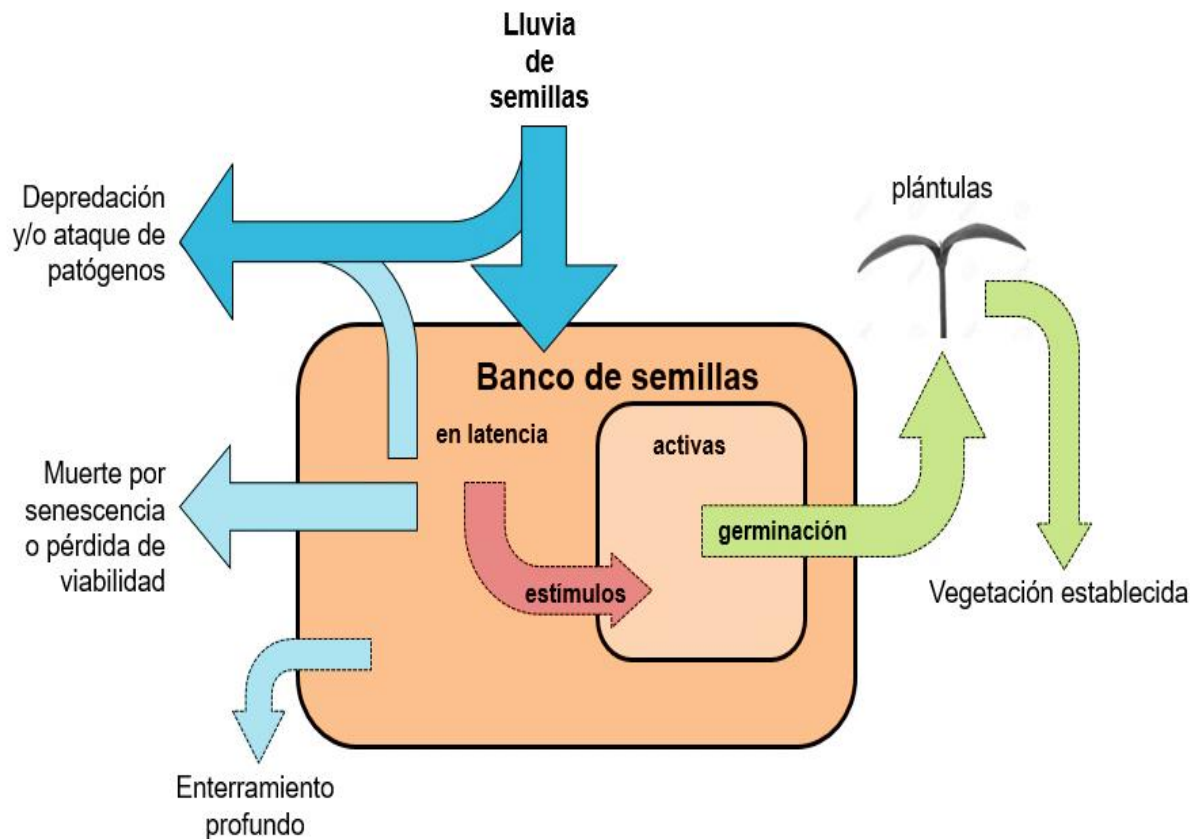 Lluvia
de
semillas
Depredación
y/o ataque de
patógenos
plántulas
Banco de semillas
en latencia
activas
Muerte por
senescencia
o pérdida de
viabilidad
germinación
estímulos
Vegetación establecida
Enterramiento
profundo